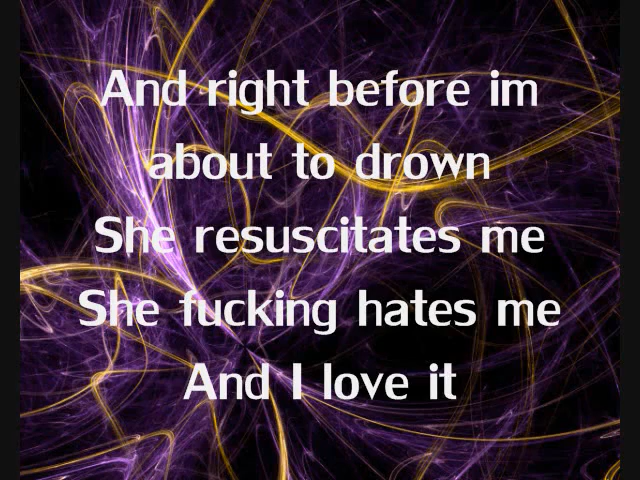 And right before im
about to drown
She resuscitates me
She fucking hates me
And I love it